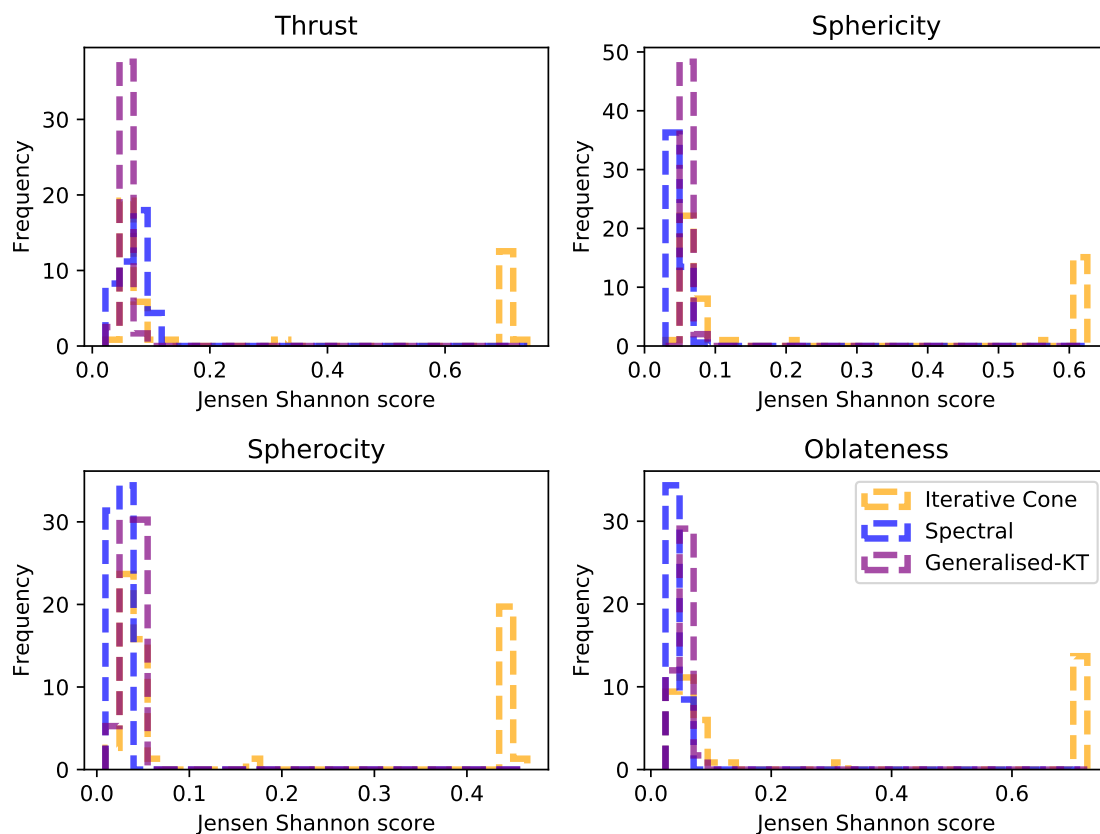 Thrust
Frequency
0
10
20
30
0.0 0.2 0.4 0.6
Jensen Shannon score
Sphericity
Frequency
0
10
20
30
40
50
0.0 0.1 0.2 0.3 0.4 0.5 0.6
Jensen Shannon score
Spherocity
Frequency
0
10
20
30
0.0 0.1 0.2 0.3 0.4
Jensen Shannon score
Oblateness
Frequency
0
10
20
30
0.0 0.2 0.4 0.6
Jensen Shannon score
Iterative Cone
Spectral
Generalised-KT